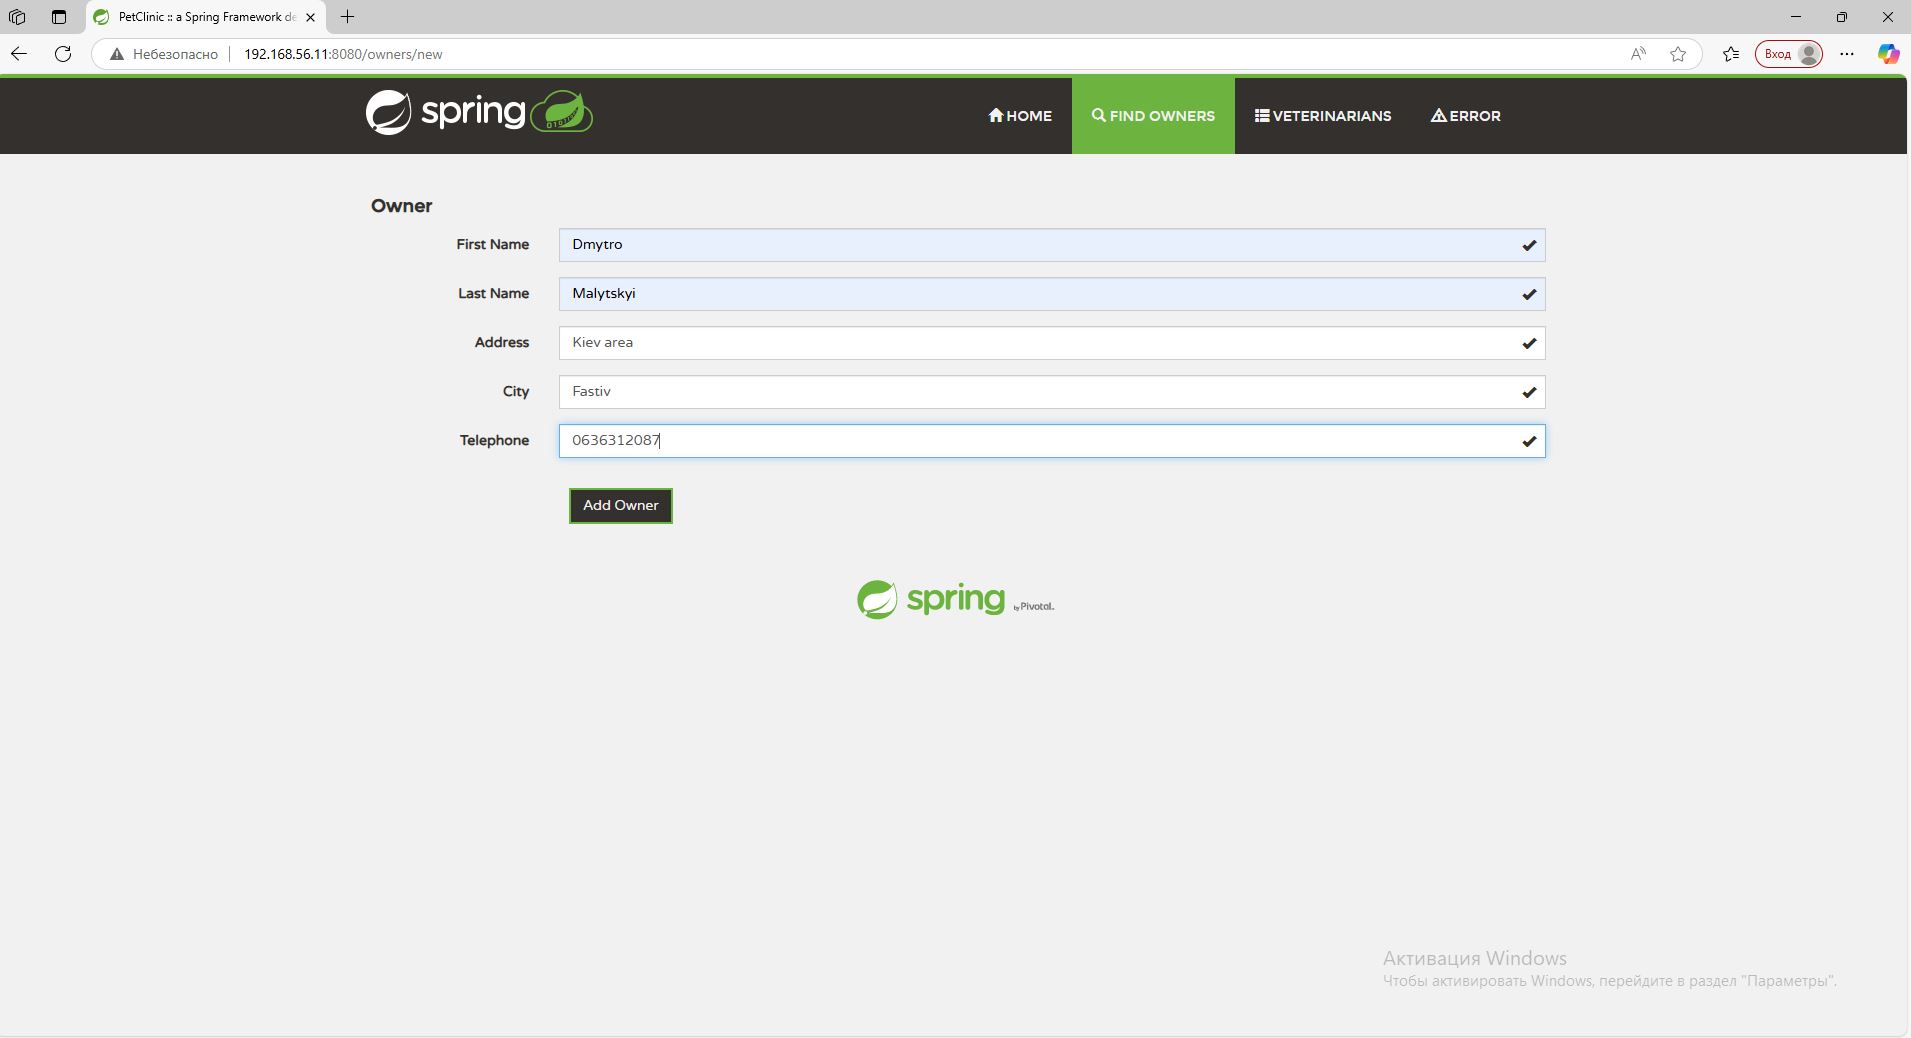 PetClinic :: a Spring Framework de
Небезопасно 192.168.56.11:8080/owners/new
Вход
spring
HOME FIND OWNERS VETERINARIANS ERROR
Owner
First Name Dmytro
Last Name Malytskyi
Address Kiev area
City Fastiv
Telephone 0636312087
Add Owner
spring by Pivotal.
Активация Windows
Чтобы активировать Windows, перейдите в раздел "Параметры".